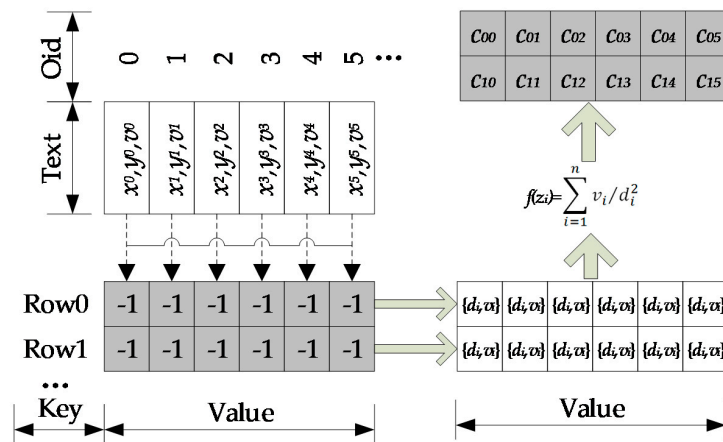 Oid 0 1 2 3 4 5 •••
Text x⁰,y⁰,v⁰ x¹,y¹,v¹ x²,y²,v² x³,y³,v³ x⁴,y⁴,v⁴ x⁵,y⁵,v⁵
Row0 -1 -1 -1 -1 -1 -1
Row1 -1 -1 -1 -1 -1 -1
•••
Key Value
C00 C01 C02 C03 C04 C05
C10 C11 C12 C13 C14 C15
f(zᵢ)=∑ⁿᵢ₌₁ vᵢ/dᵢ²
{dᵢ,vᵢ} {dᵢ,vᵢ} {dᵢ,vᵢ} {dᵢ,vᵢ} {dᵢ,vᵢ} {dᵢ,vᵢ}
{dᵢ,vᵢ} {dᵢ,vᵢ} {dᵢ,vᵢ} {dᵢ,vᵢ} {dᵢ,vᵢ} {dᵢ,vᵢ}
Value